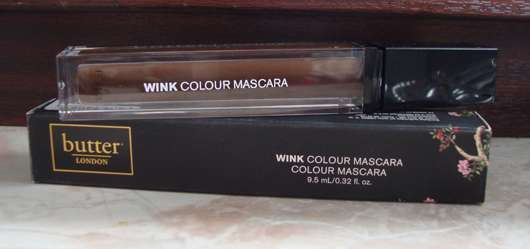 WINK COLOUR MASCARA
butter
LONDON
WINK COLOUR MASCARA
COLOUR MASCARA
9.5 mL/0.32 fl. oz.